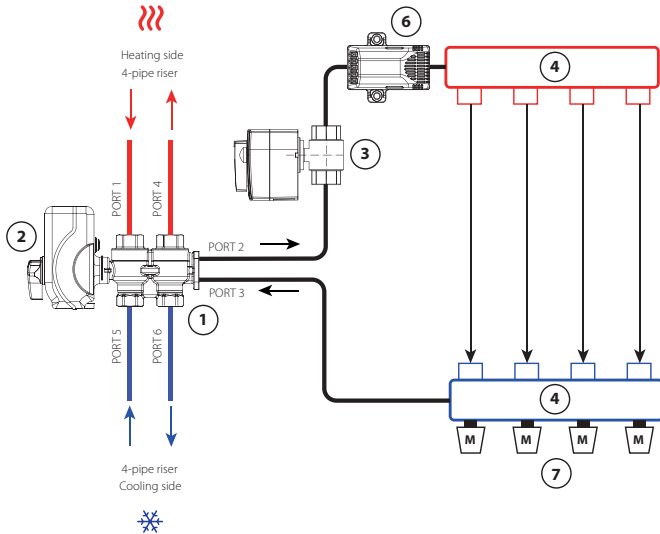 6
Heating side
4-pipe riser
4
3
PORT 1
PORT 4
2
PORT 2
PORT 3
1
PORT 5
PORT 6
4
M M M M
7
4-pipe riser
Cooling side